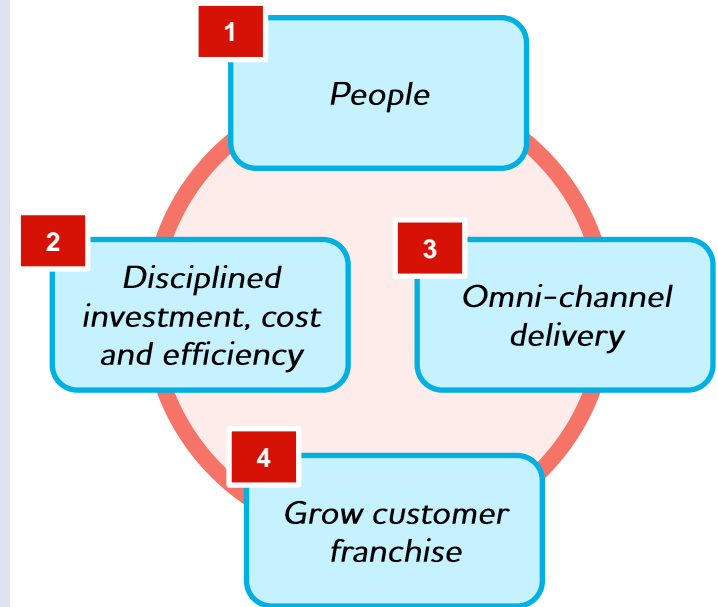 1
People
2
Disciplined
investment, cost
and efficiency
3
Omni-channel
delivery
4
Grow customer
franchise